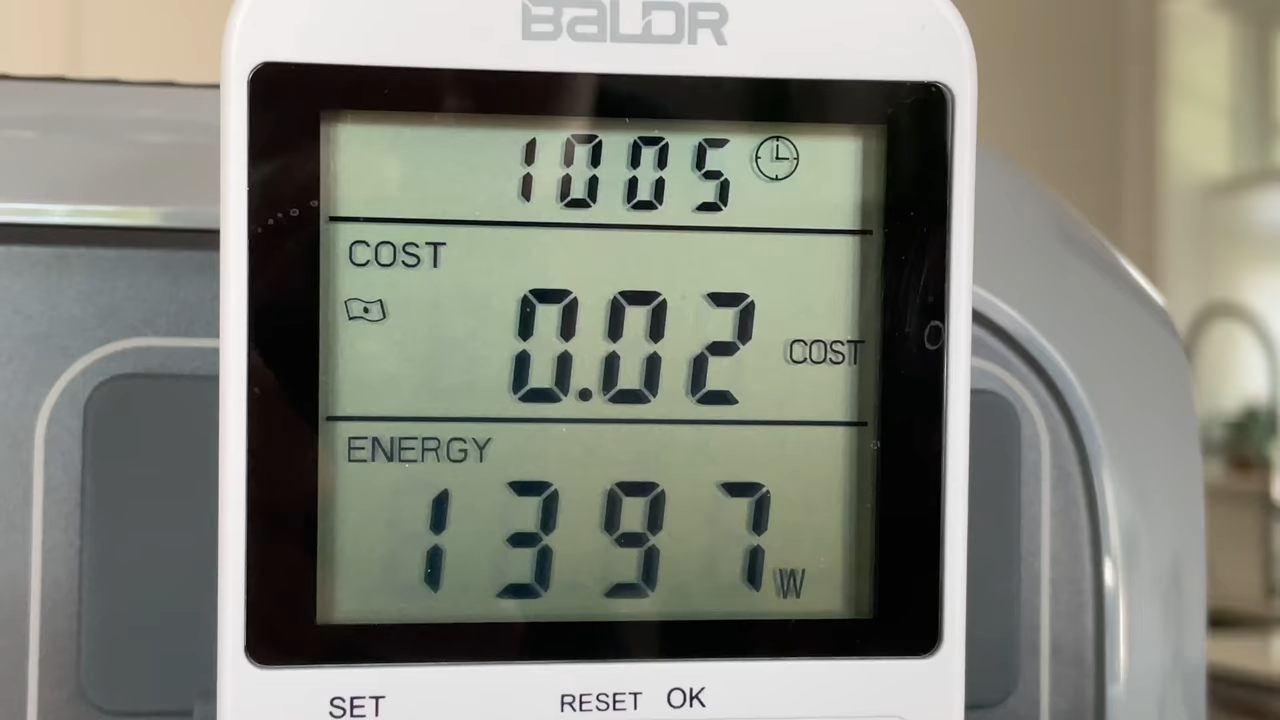 BaLDR
1005
COST
0.02 COST
ENERGY
1397 W
SET RESET OK